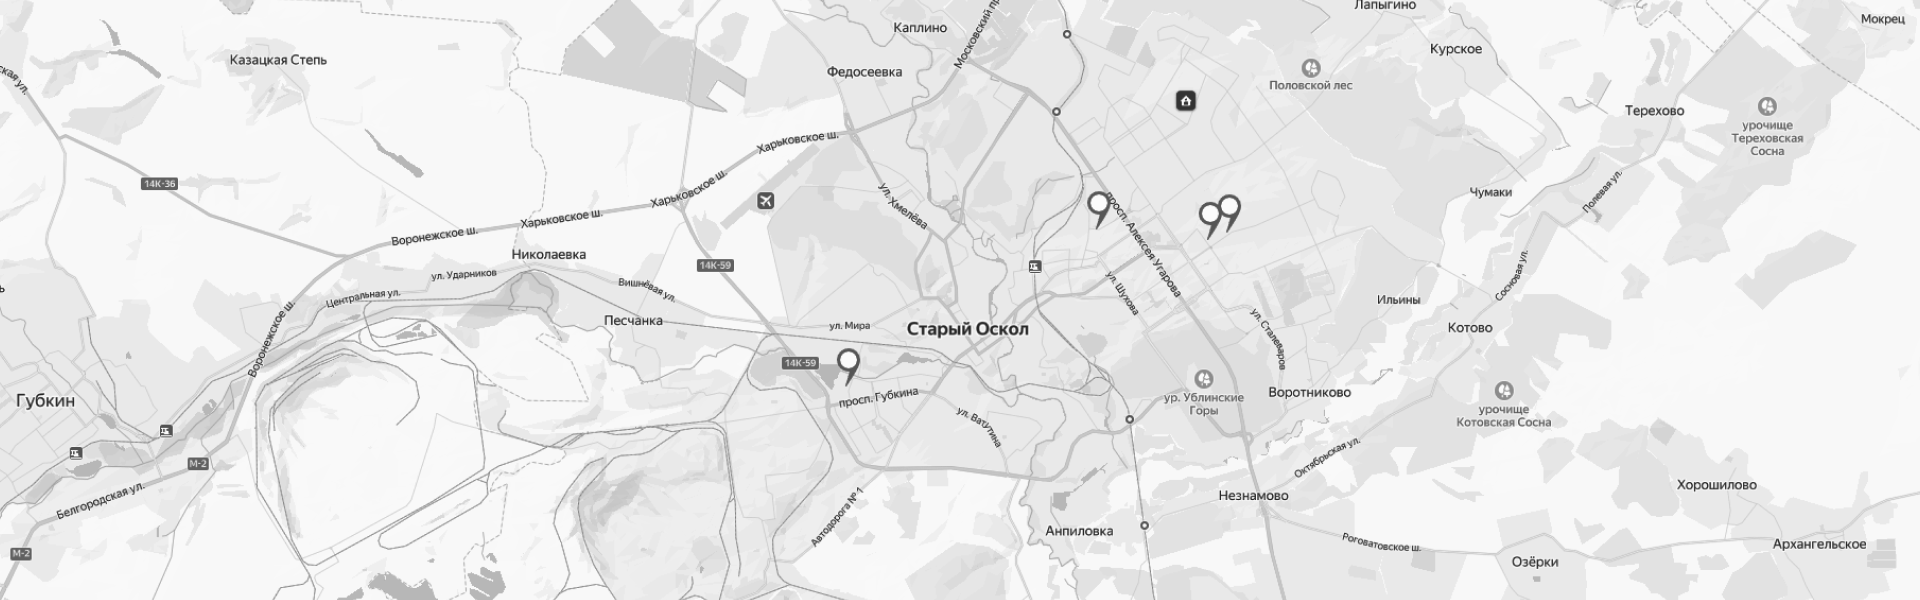 Лапыгино
Мокрец
Каплино
Московский пр
Казацкая Степь
Курское
Федосеевка
ская ул.
Половской лес
Терехово
урочище
Тереховская
Сосна
Харьковское ш.
14К-36
Харьковское ш.
Чумаки
Полевая ул.
ул. Хмелёва
просп. Алексея Угарова
Харьковское ш.
Воронежское ш.
Николаевка
14К-59
ул. Ударников
Вишнёвая ул.
Центральная ул.
ул. Шухова
Сосновая ул.
Ильины
Песчанка
ул. Мира
Старый Оскол
Котово
Воронежское ш.
ул. Сталеваров
14К-59
Губкин
просп. Губкина
ул. Ватутина
ур. Ублинские
Горы
Воротниково
урочище
Котовская Сосна
М-2
Октябрьская ул.
Белгородская ул.
Автодорога № 1
Незнамово
Хорошилово
Анпиловка
Роговатовское ш.
Архангельское
М-2
Озёрки